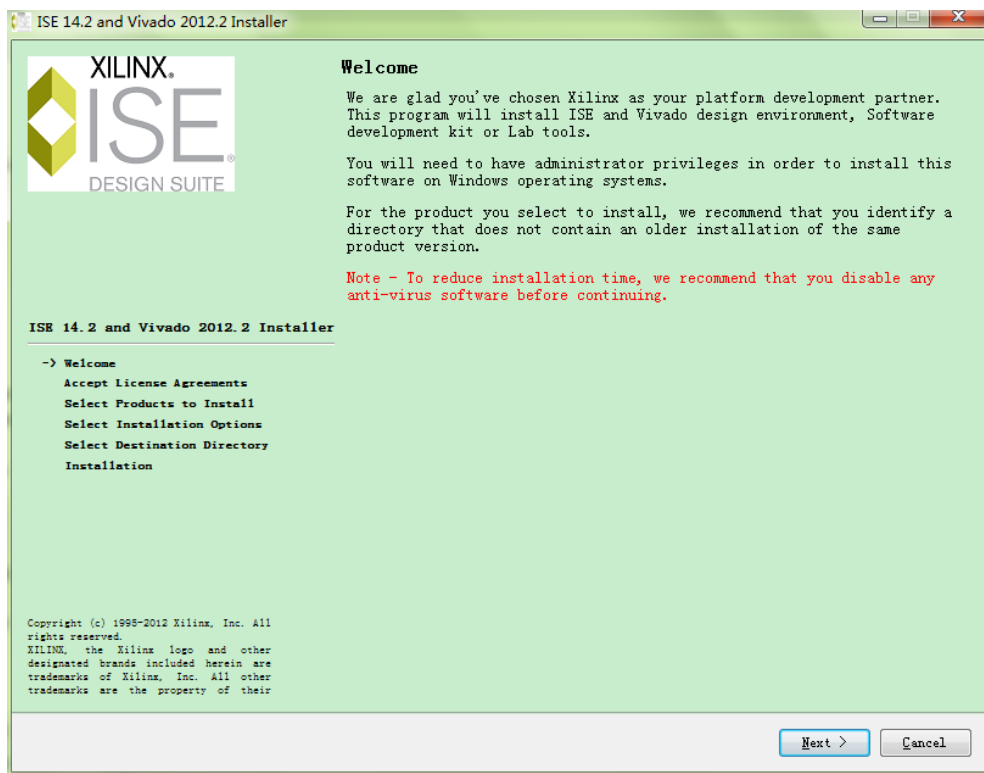 ISE 14.2 and Vivado 2012.2 Installer
XILINX®
ISE®
DESIGN SUITE
Welcome
We are glad you've chosen Xilinx as your platform development partner.
This program will install ISE and Vivado design environment, Software
development kit or Lab tools.
You will need to have administrator privileges in order to install this
software on Windows operating systems.
For the product you select to install, we recommend that you identify a
directory that does not contain an older installation of the same
product version.
Note - To reduce installation time, we recommend that you disable any
anti-virus software before continuing.
ISE 14.2 and Vivado 2012.2 Installer
-> Welcome
Accept License Agreements
Select Products to Install
Select Installation Options
Select Destination Directory
Installation
Copyright (c) 1995-2012 Xilinx, Inc. All
rights reserved.
XILINX, the Xilinx logo and other
designated brands included herein are
trademarks of Xilinx, Inc. All other
trademarks are the property of their
Next >
Cancel